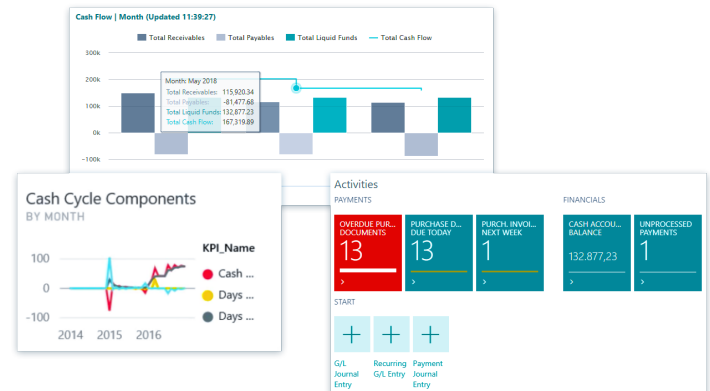 Cash Flow | Month (Updated 11:39:27)
Total Receivables Total Payables Total Liquid Funds Total Cash Flow
300k
200k
100k
0k
-100k
Month: May 2018
Total Receivables: 115,920.34
Total Payables: -81,477.68
Total Liquid Funds: 132,877.23
Total Cash Flow: 167,319.89
Cash Cycle Components
BY MONTH
KPI_Name
Cash ...
Days ...
Days ...
100
0
-100
2014 2015 2016
Activities
PAYMENTS
OVERDUE PUR...
DOCUMENTS
13
PURCHASE D...
DUE TODAY
13
PURCH. INVOI...
NEXT WEEK
1
FINANCIALS
CASH ACCOU...
BALANCE
132.877,23
UNPROCESSED
PAYMENTS
1
START
G/L
Journal
Entry
Recurring
G/L Entry
Payment
Journal
Entry